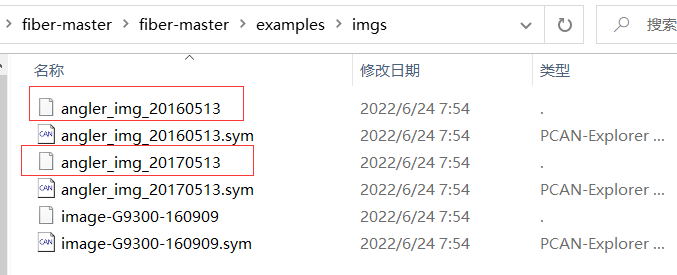 fiber-master fiber-master examples imgs 搜索
名称 修改日期 类型
angler_img_20160513 2022/6/24 7:54 .
CAN angler_img_20160513.sym 2022/6/24 7:54 PCAN-Explorer ...
angler_img_20170513 2022/6/24 7:54 .
CAN angler_img_20170513.sym 2022/6/24 7:54 PCAN-Explorer ...
image-G9300-160909 2022/6/24 7:54 .
CAN image-G9300-160909.sym 2022/6/24 7:54 PCAN-Explorer ...